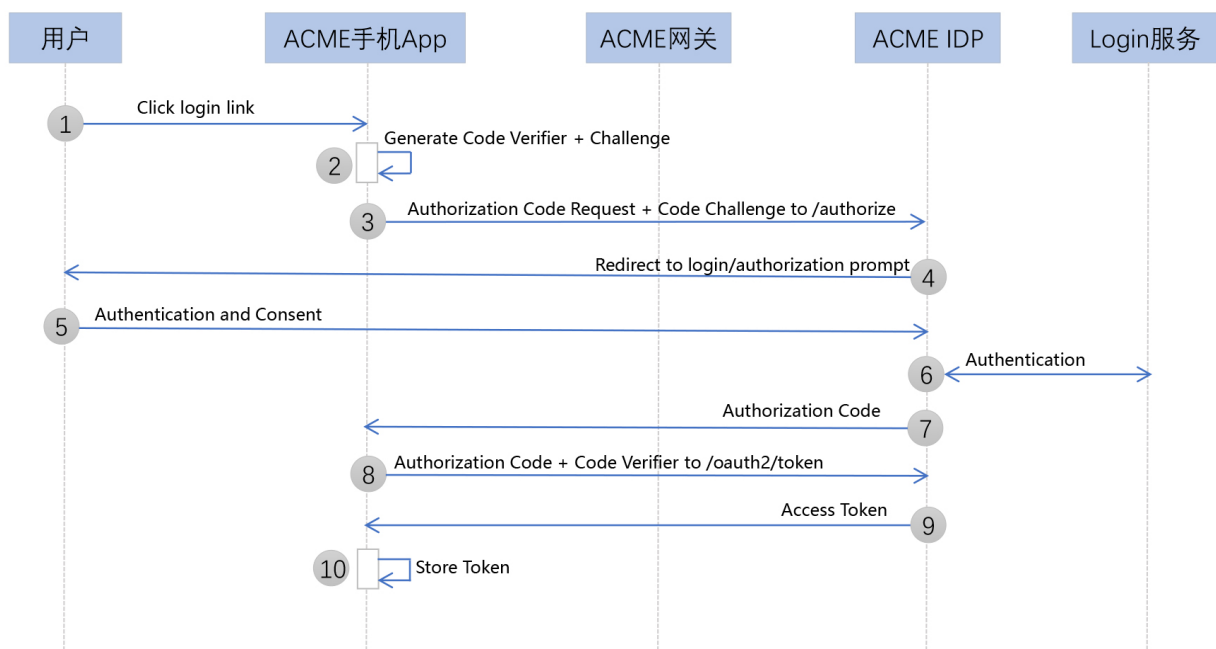 用户
ACME手机App
ACME网关
ACME IDP
Login服务
1
Click login link
2
Generate Code Verifier + Challenge
3
Authorization Code Request + Code Challenge to /authorize
Redirect to login/authorization prompt
4
5
Authentication and Consent
6
Authentication
Authorization Code
7
8
Authorization Code + Code Verifier to /oauth2/token
Access Token
9
10
Store Token